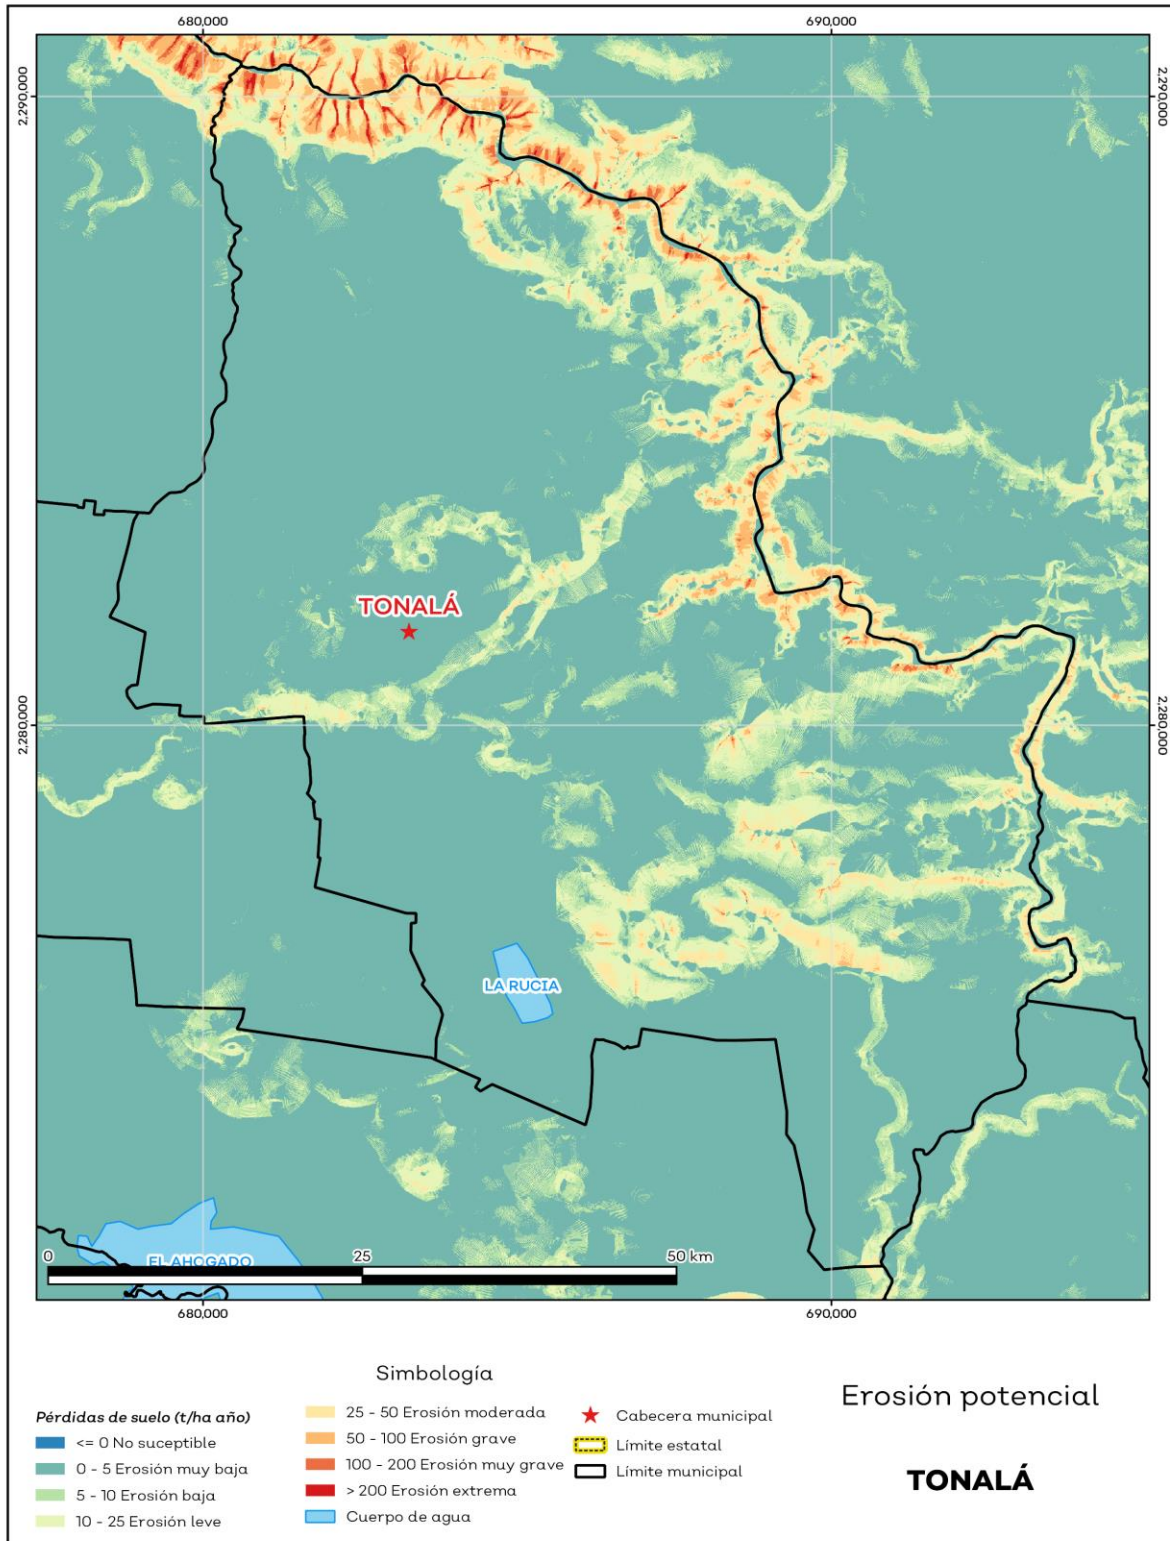 680,000
690,000
2,290,000
2,290,000
TONALÁ
2,280,000
2,280,000
LA RUCIA
EL AHOGADO
0
25
50 km
680,000
690,000
Simbología
Pérdidas de suelo (t/ha año)
<= 0 No suceptible
0 - 5 Erosión muy baja
5 - 10 Erosión baja
10 - 25 Erosión leve
25 - 50 Erosión moderada
50 - 100 Erosión grave
100 - 200 Erosión muy grave
> 200 Erosión extrema
Cuerpo de agua
Cabecera municipal
Límite estatal
Límite municipal
Erosión potencial
TONALÁ